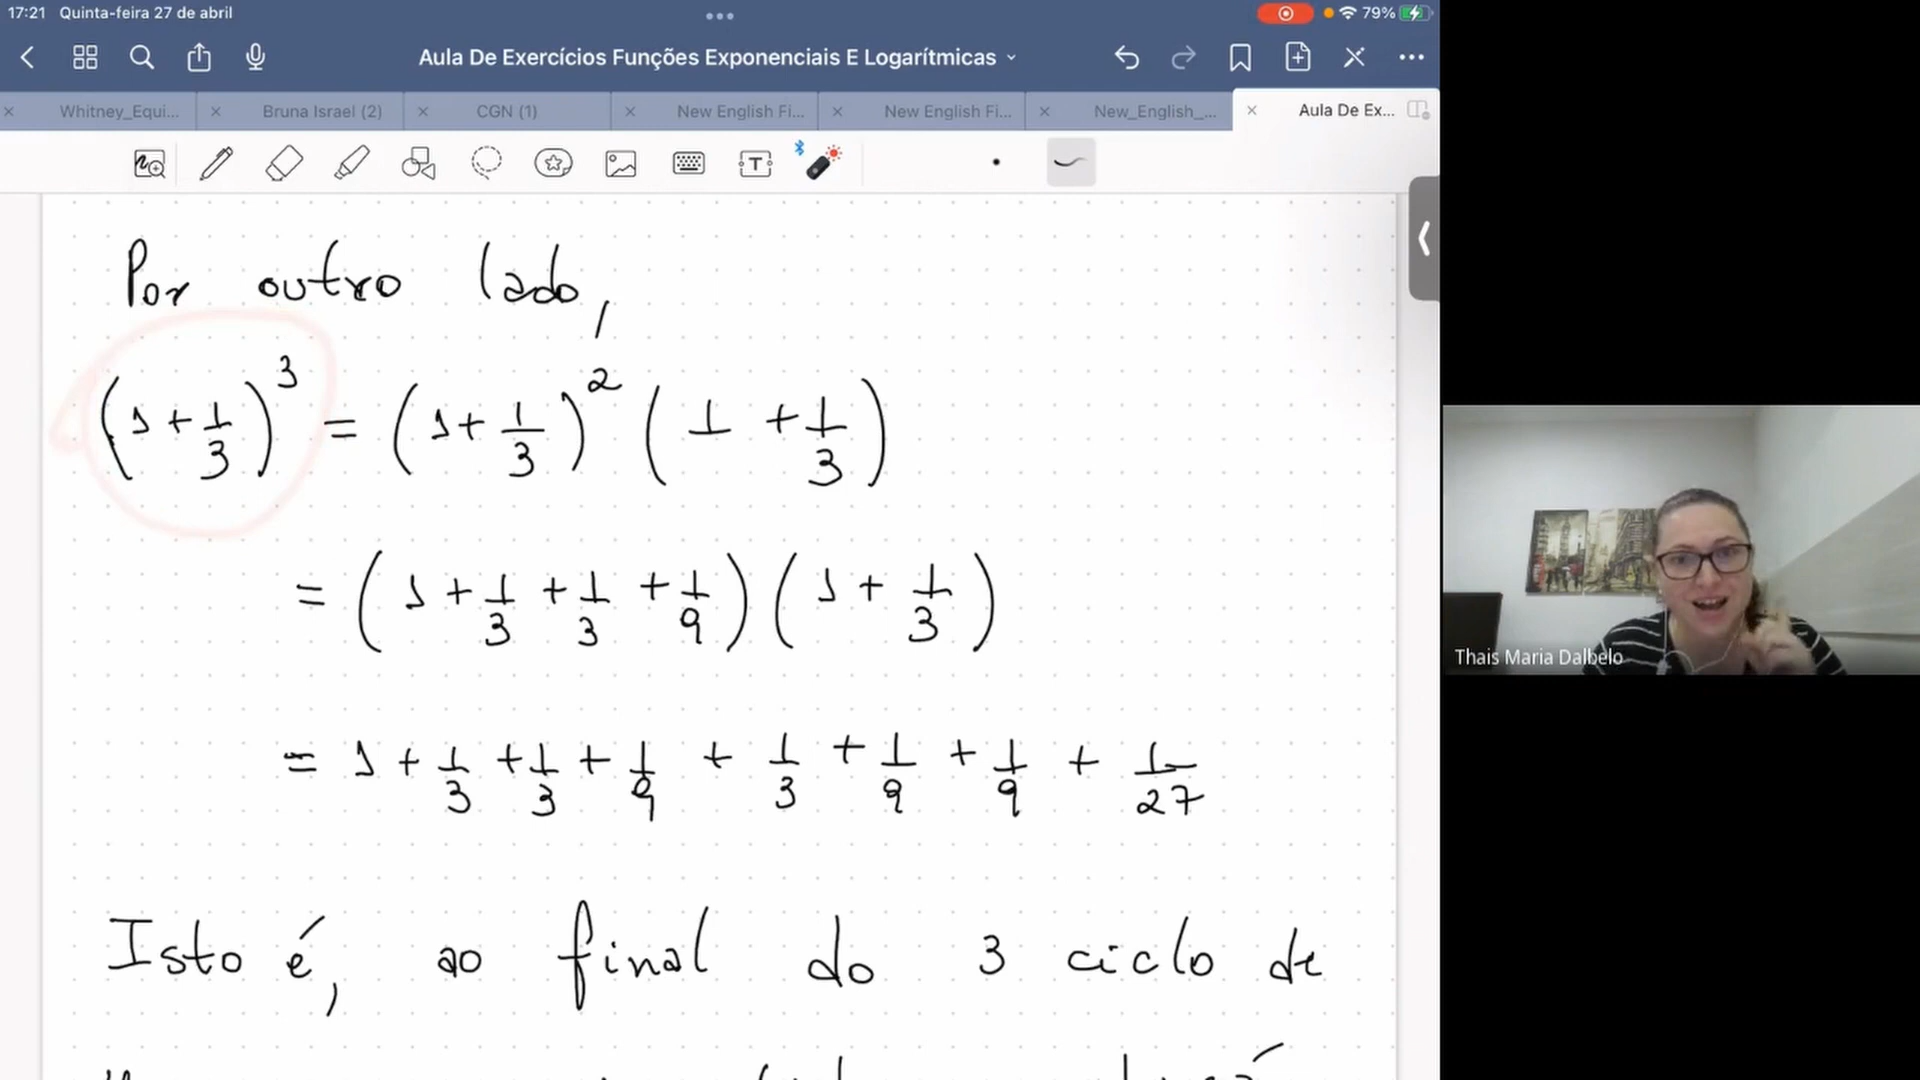 17:21 Quinta-feira 27 de abril
79%
Aula De Exercícios Funções Exponenciais E Logarítmicas
Whitney_Equi...
Bruna Israel (2)
CGN (1)
New English Fi...
New English Fi...
New_English_...
Aula De Ex...
Por outro lado,
(1 + 1/3)^3 = (1 + 1/3)^2 (1 + 1/3)
= (1 + 1/3 + 1/3 + 1/9) (1 + 1/3)
= 1 + 1/3 + 1/3 + 1/9 + 1/3 + 1/9 + 1/9 + 1/27
Isto é, ao final do 3 ciclo de
Thais Maria Dalbelo